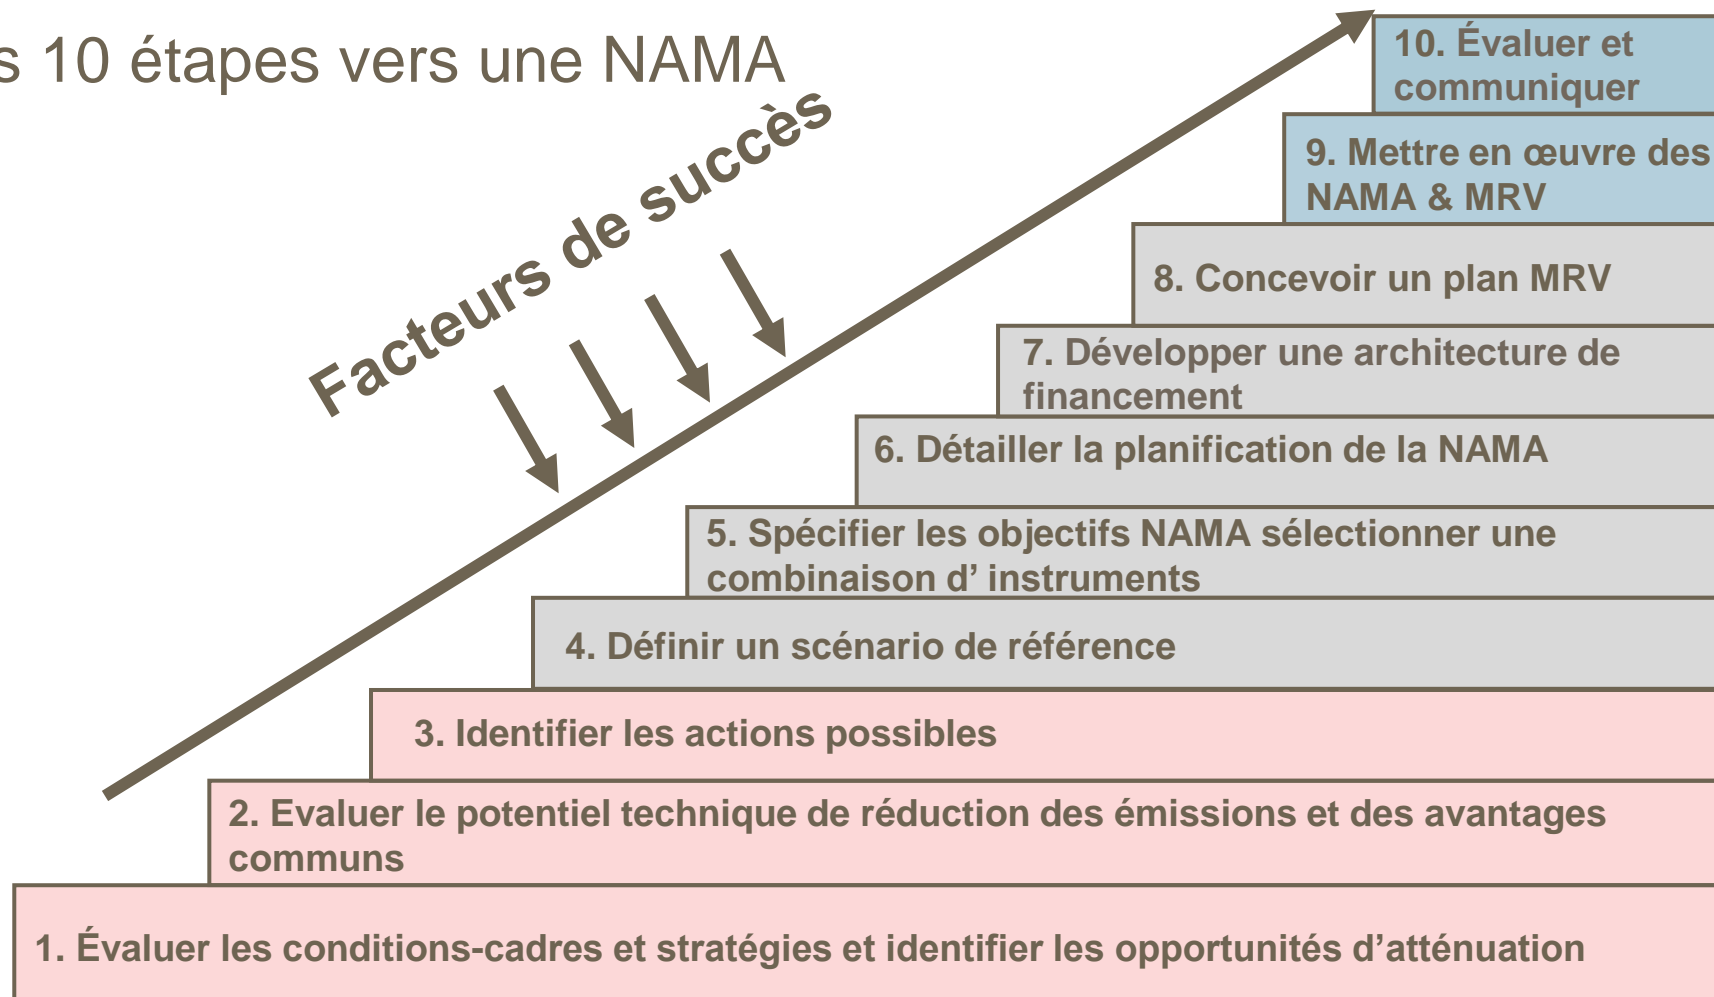 s 10 étapes vers une NAMA
Facteurs de succès
10. Évaluer et
communiquer
9. Mettre en œuvre des
NAMA & MRV
8. Concevoir un plan MRV
7. Développer une architecture de
financement
6. Détailler la planification de la NAMA
5. Spécifier les objectifs NAMA sélectionner une
combinaison d’ instruments
4. Définir un scénario de référence
3. Identifier les actions possibles
2. Evaluer le potentiel technique de réduction des émissions et des avantages
communs
1. Évaluer les conditions-cadres et stratégies et identifier les opportunités d’atténuation